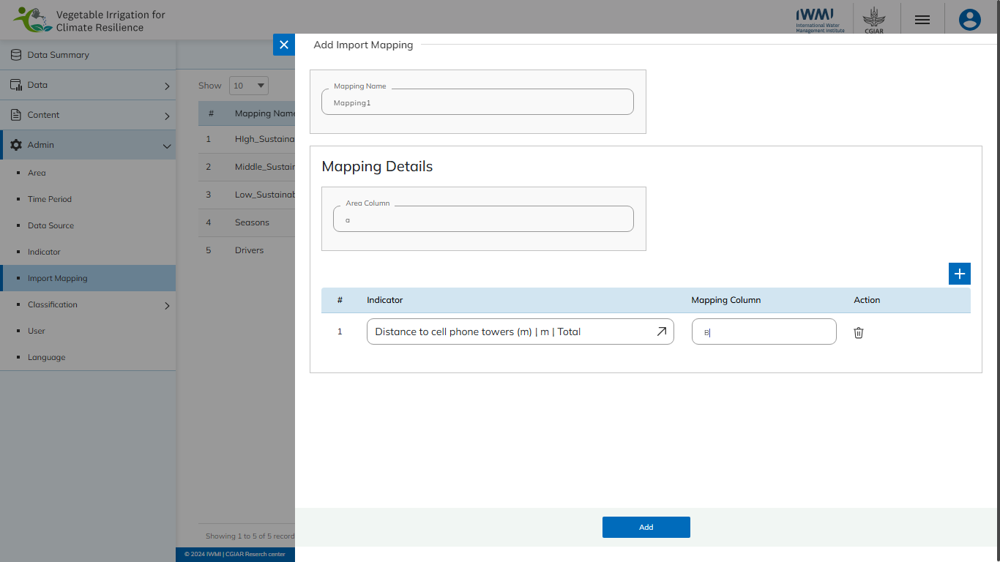 Vegetable Irrigation for
Climate Resilience
IWMI
International Water
Management Institute
CGIAR
Data Summary
Data
Content
Admin
Area
Time Period
Data Source
Indicator
Import Mapping
Classification
User
Language
Show 10
# Mapping Name
1 HIgh_Sustaina
2 Middle_Sustain
3 Low_Sustainab
4 Seasons
5 Drivers
Showing 1 to 5 of 5 record
© 2024 IWMI | CGIAR Reserch center
Add Import Mapping
Mapping Name
Mapping1
Mapping Details
Area Column
a
# Indicator Mapping Column Action
1 Distance to cell phone towers (m) | m | Total B
Add